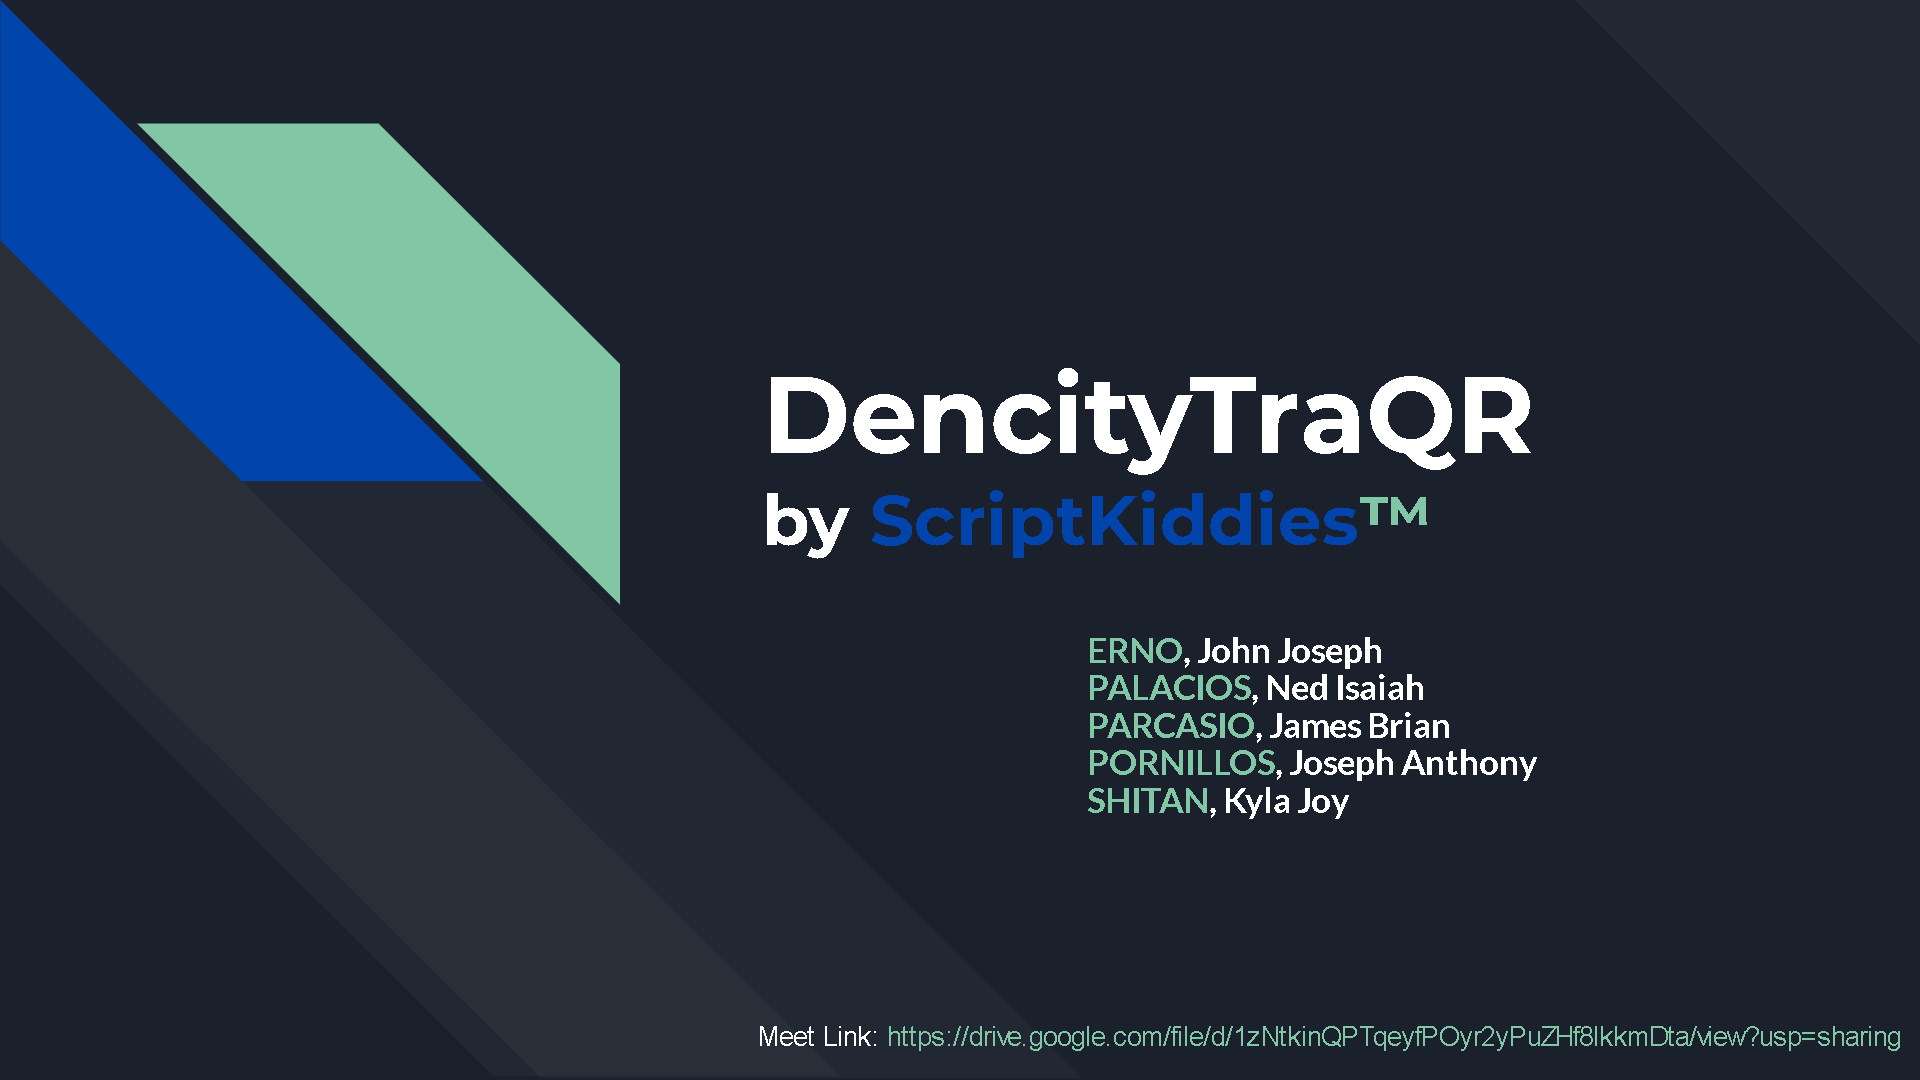 DencityTraQR
by ScriptKiddies™
ERNO, John Joseph
PALACIOS, Ned Isaiah
PARCASIO, James Brian
PORNILLOS, Joseph Anthony
SHITAN, Kyla Joy
Meet Link: https://drive.google.com/file/d/1zNtkinQPTqeyfPOyr2yPuZHf8lkkmDta/view?usp=sharing